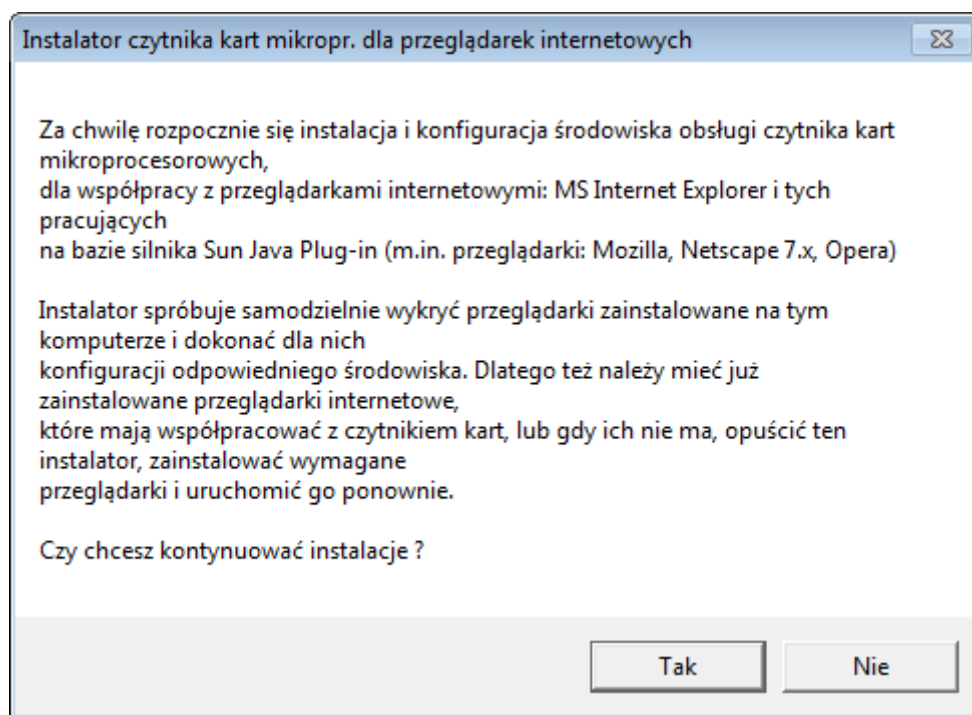 Instalator czytnika kart mikropr. dla przeglądarek internetowych
Za chwilę rozpocznie się instalacja i konfiguracja środowiska obsługi czytnika kart
mikroprocesorowych,
dla współpracy z przeglądarkami internetowymi: MS Internet Explorer i tych
pracujących
na bazie silnika Sun Java Plug-in (m.in. przeglądarki: Mozilla, Netscape 7.x, Opera)
Instalator spróbuje samodzielnie wykryć przeglądarki zainstalowane na tym
komputerze i dokonać dla nich
konfiguracji odpowiedniego środowiska. Dlatego też należy mieć już
zainstalowane przeglądarki internetowe,
które mają współpracować z czytnikiem kart, lub gdy ich nie ma, opuścić ten
instalator, zainstalować wymagane
przeglądarki i uruchomić go ponownie.
Czy chcesz kontynuować instalacje ?
Tak
Nie